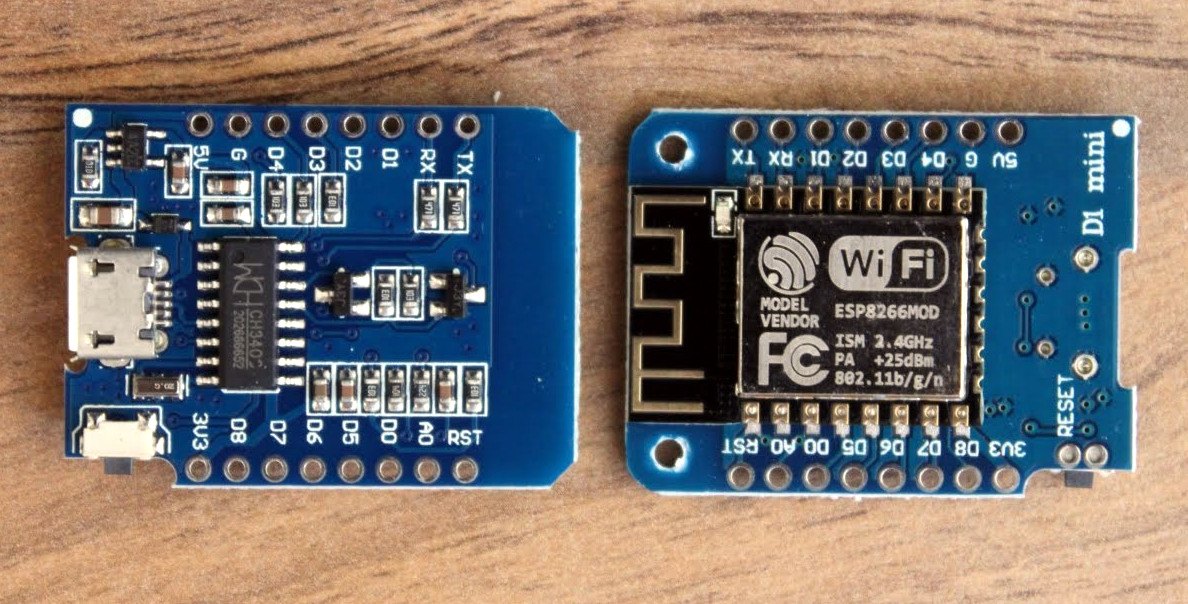 5V G D4 D3 D2 D1 RX TX
WCH
CH340C
3V3 D8 D7 D6 D5 D0 A0 RST
TX RX D1 D2 D3 D4 G 5V
D1 mini
WiFi
MODEL
VENDOR
ESP8266MOD
FC
ISM 2.4GHz
PA +25dBm
802.11b/g/n
RESET
RST A0 D0 D5 D6 D7 D8 3V3